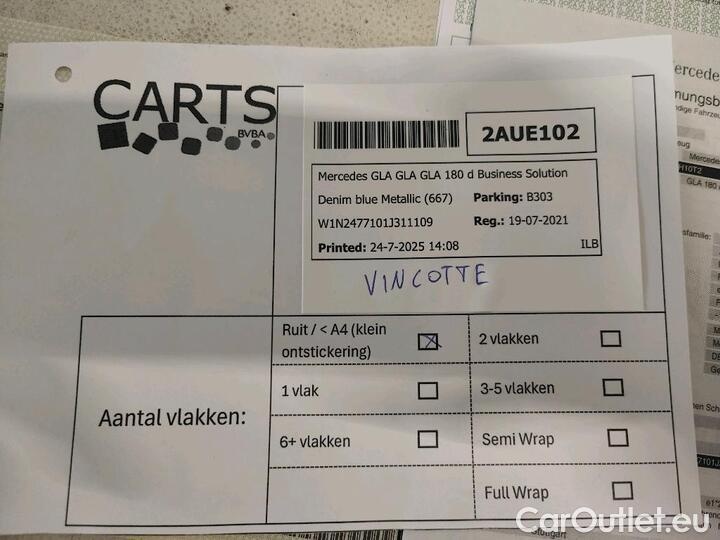 CARTS
BVBA
2AUE102
Mercedes GLA GLA GLA 180 d Business Solution
Denim blue Metallic (667) Parking: B303
W1N2477101J311109 Reg.: 19-07-2021
Printed: 24-7-2025 14:08 ILB
VINCOTTE
Aantal vlakken:
Ruit / < A4 (klein
ontstickering)
2 vlakken
1 vlak
3-5 vlakken
6+ vlakken
Semi Wrap
Full Wrap
Stuttgart
CarOutlet.eu